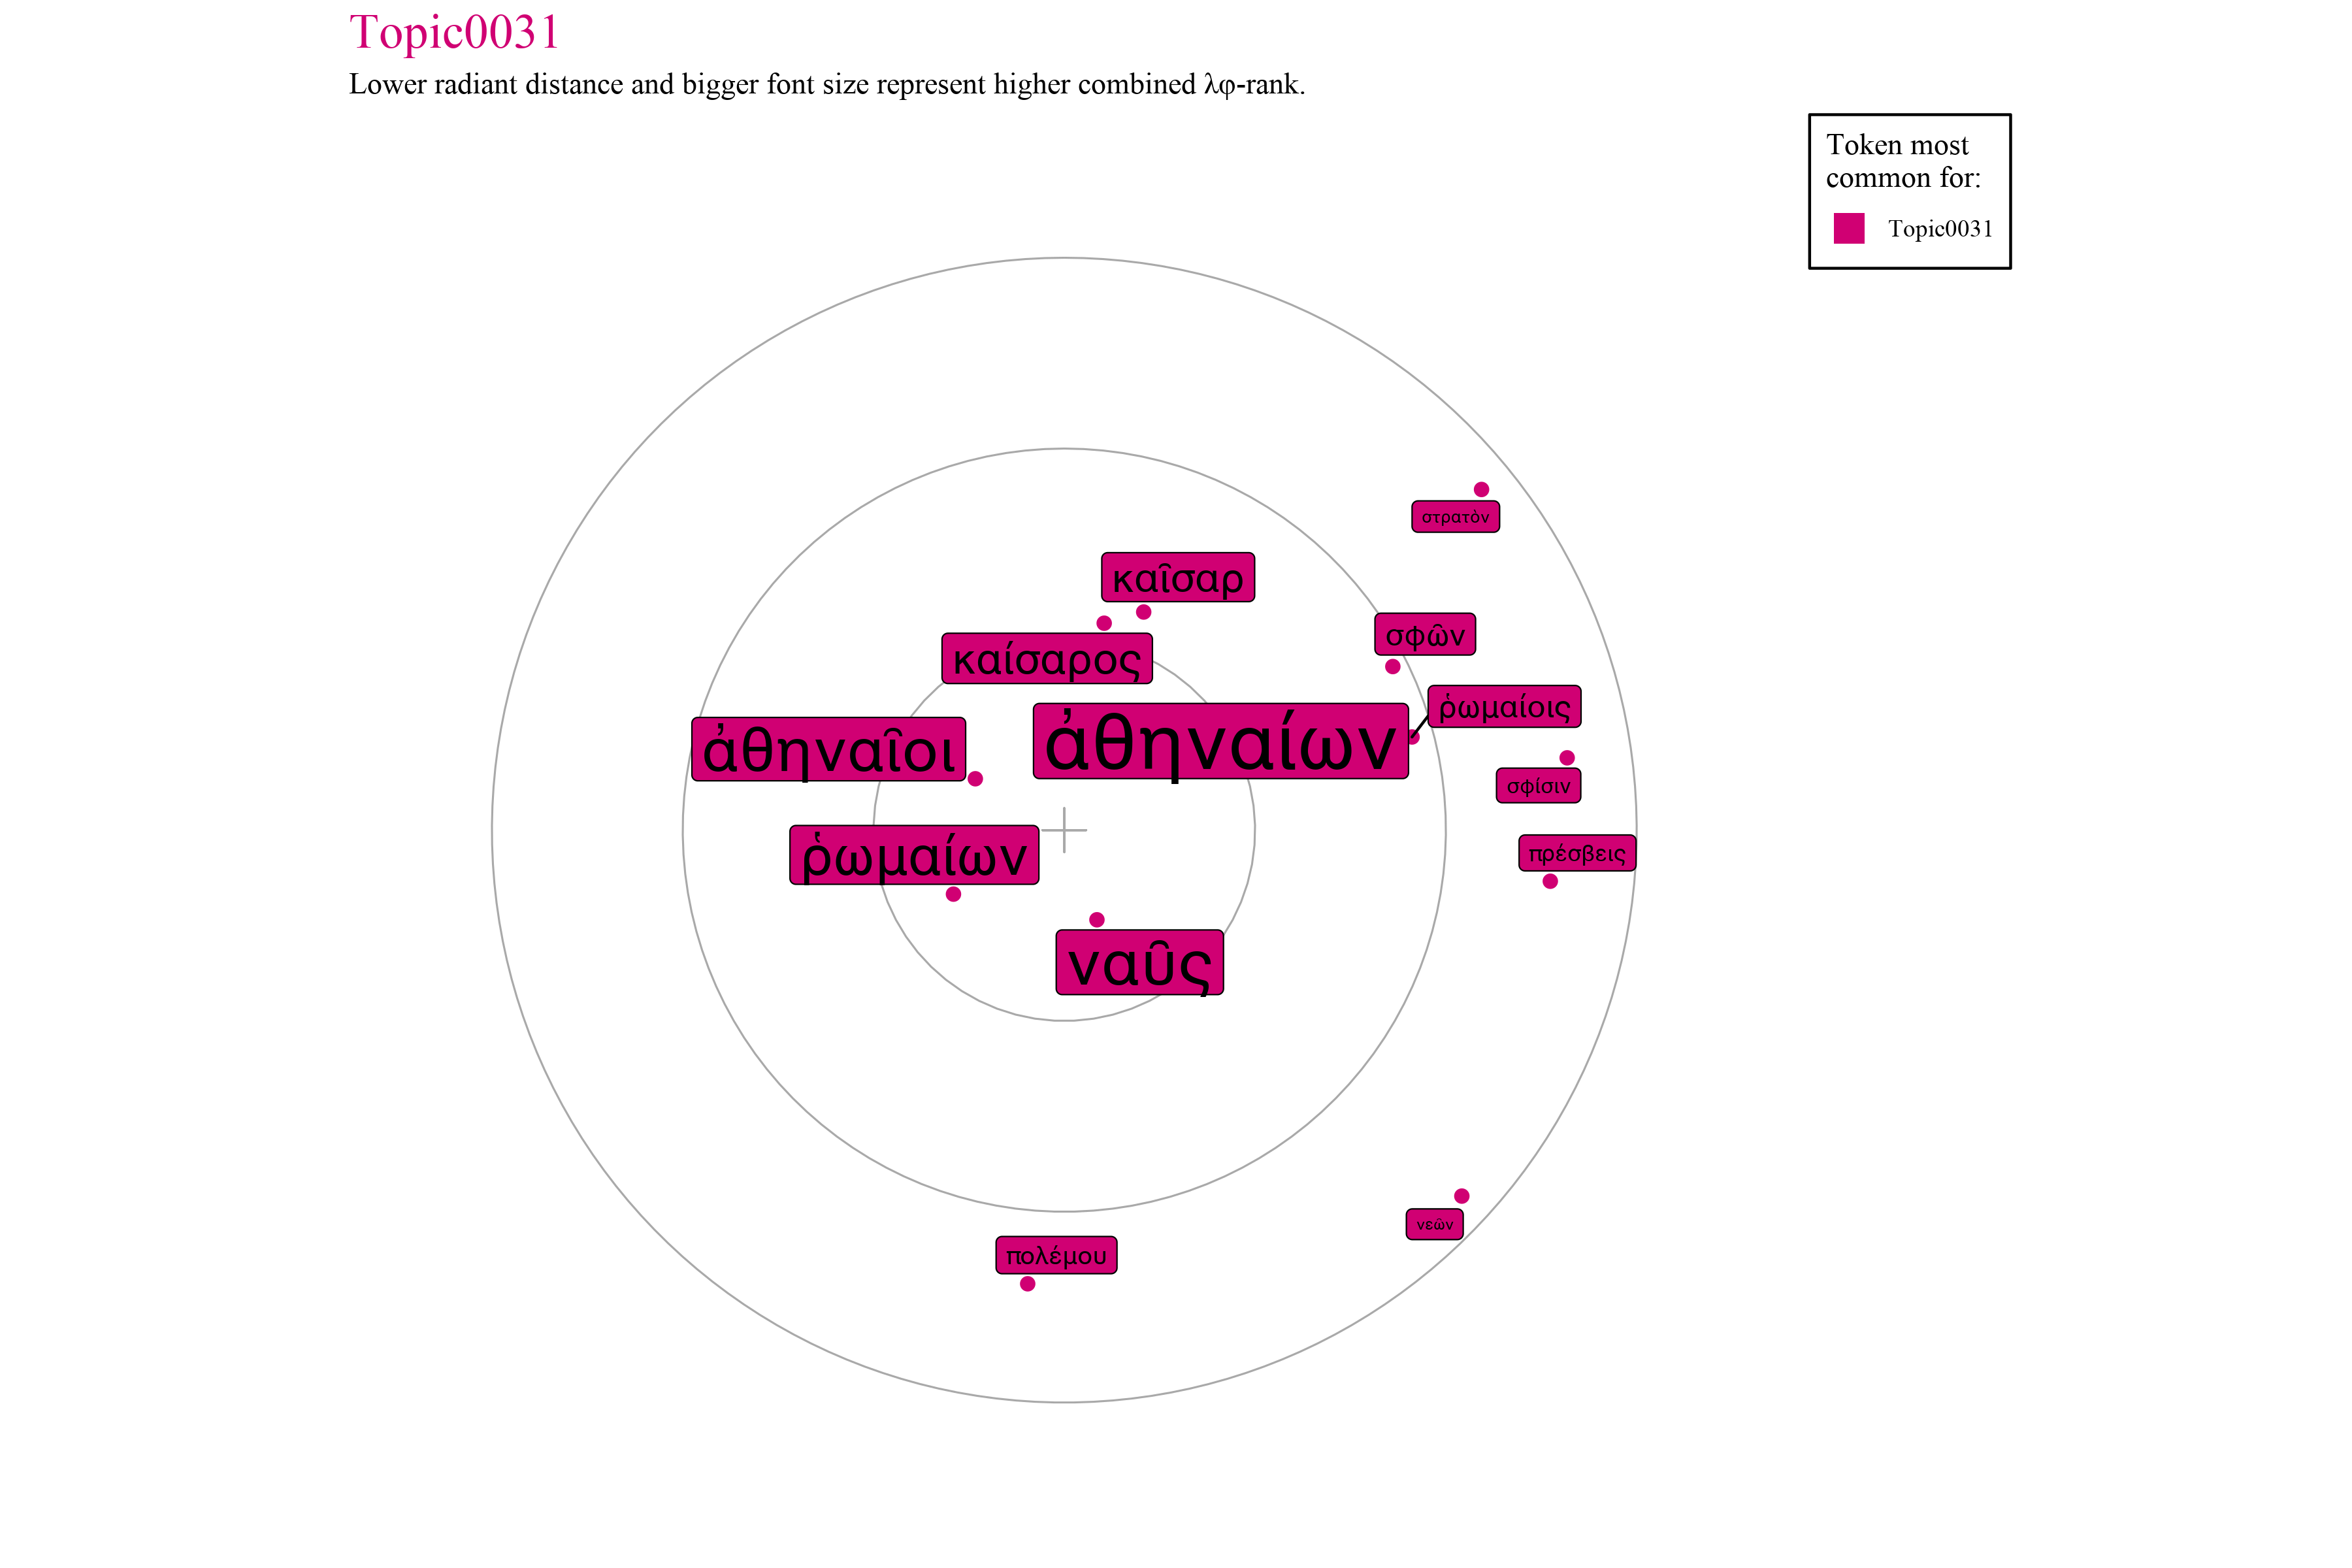 Topic0031
Lower radiant distance and bigger font size represent higher combined λφ-rank.
Token most
common for:
Topic0031
στρατὸν
καῖσαρ
σφῶν
καίσαρος
ῥωμαίοις
ἀθηναίων
ἀθηναῖοι
σφίσιν
ῥωμαίων
πρέσβεις
ναῦς
νεῶν
πολέμου